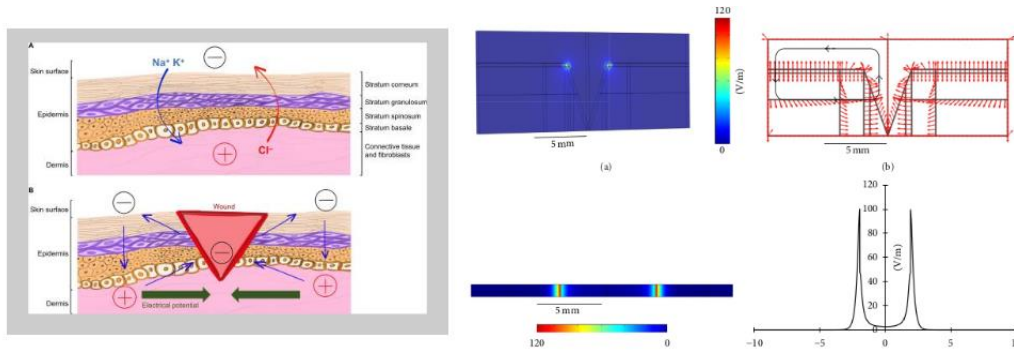 A
Na⁺ K⁺
Skin surface
Stratum corneum
Stratum granulosum
Epidermis
Stratum spinosum
Stratum basale
Cl⁻
Connective tissue
and fibroblasts
Dermis
B
Skin surface
Wound
Epidermis
Dermis
Electrical potential
120
(V/m)
0
5 mm
(a)
5 mm
(b)
5 mm
120
0
120
100
80
60
40
20
0
(V/m)
−10
−5
0
5